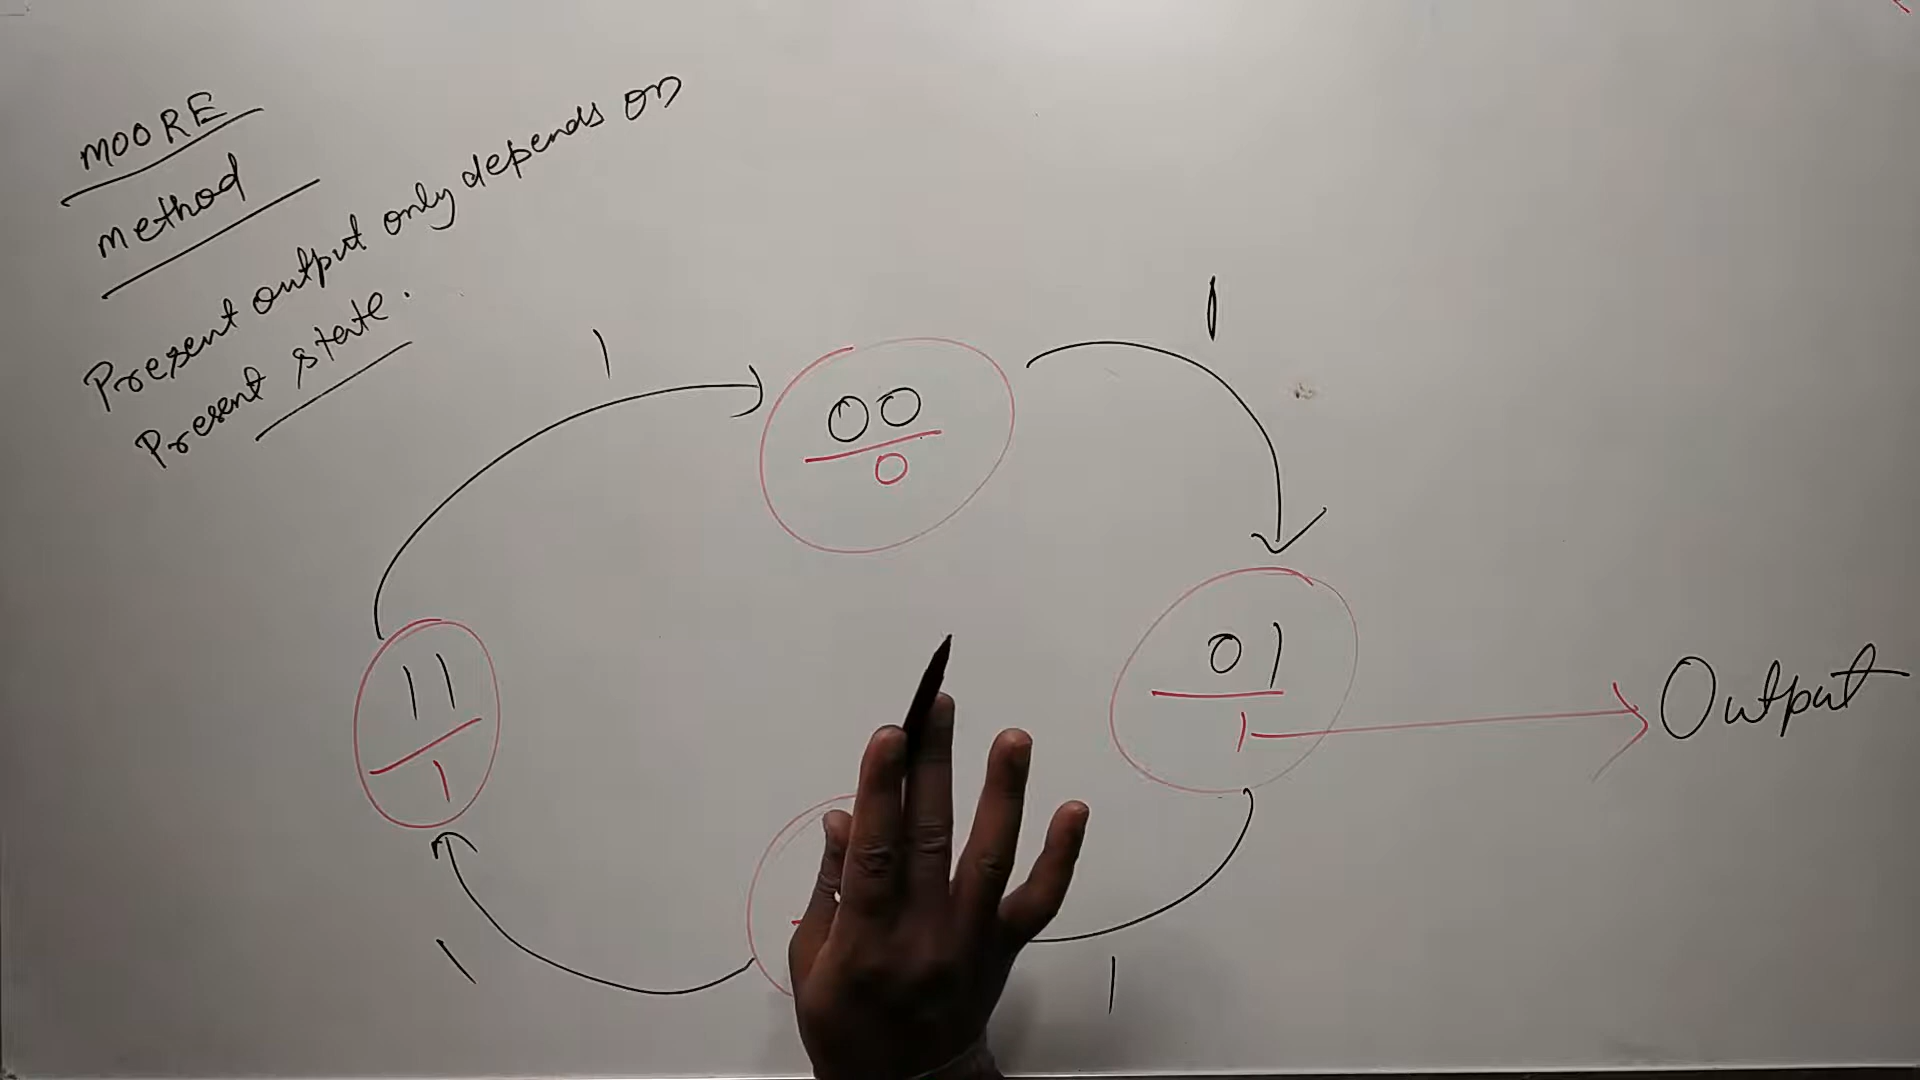 MOORE
method
Present output only depends on
Present state.
1
1
00
0
01
1
Output
11
1
1
1